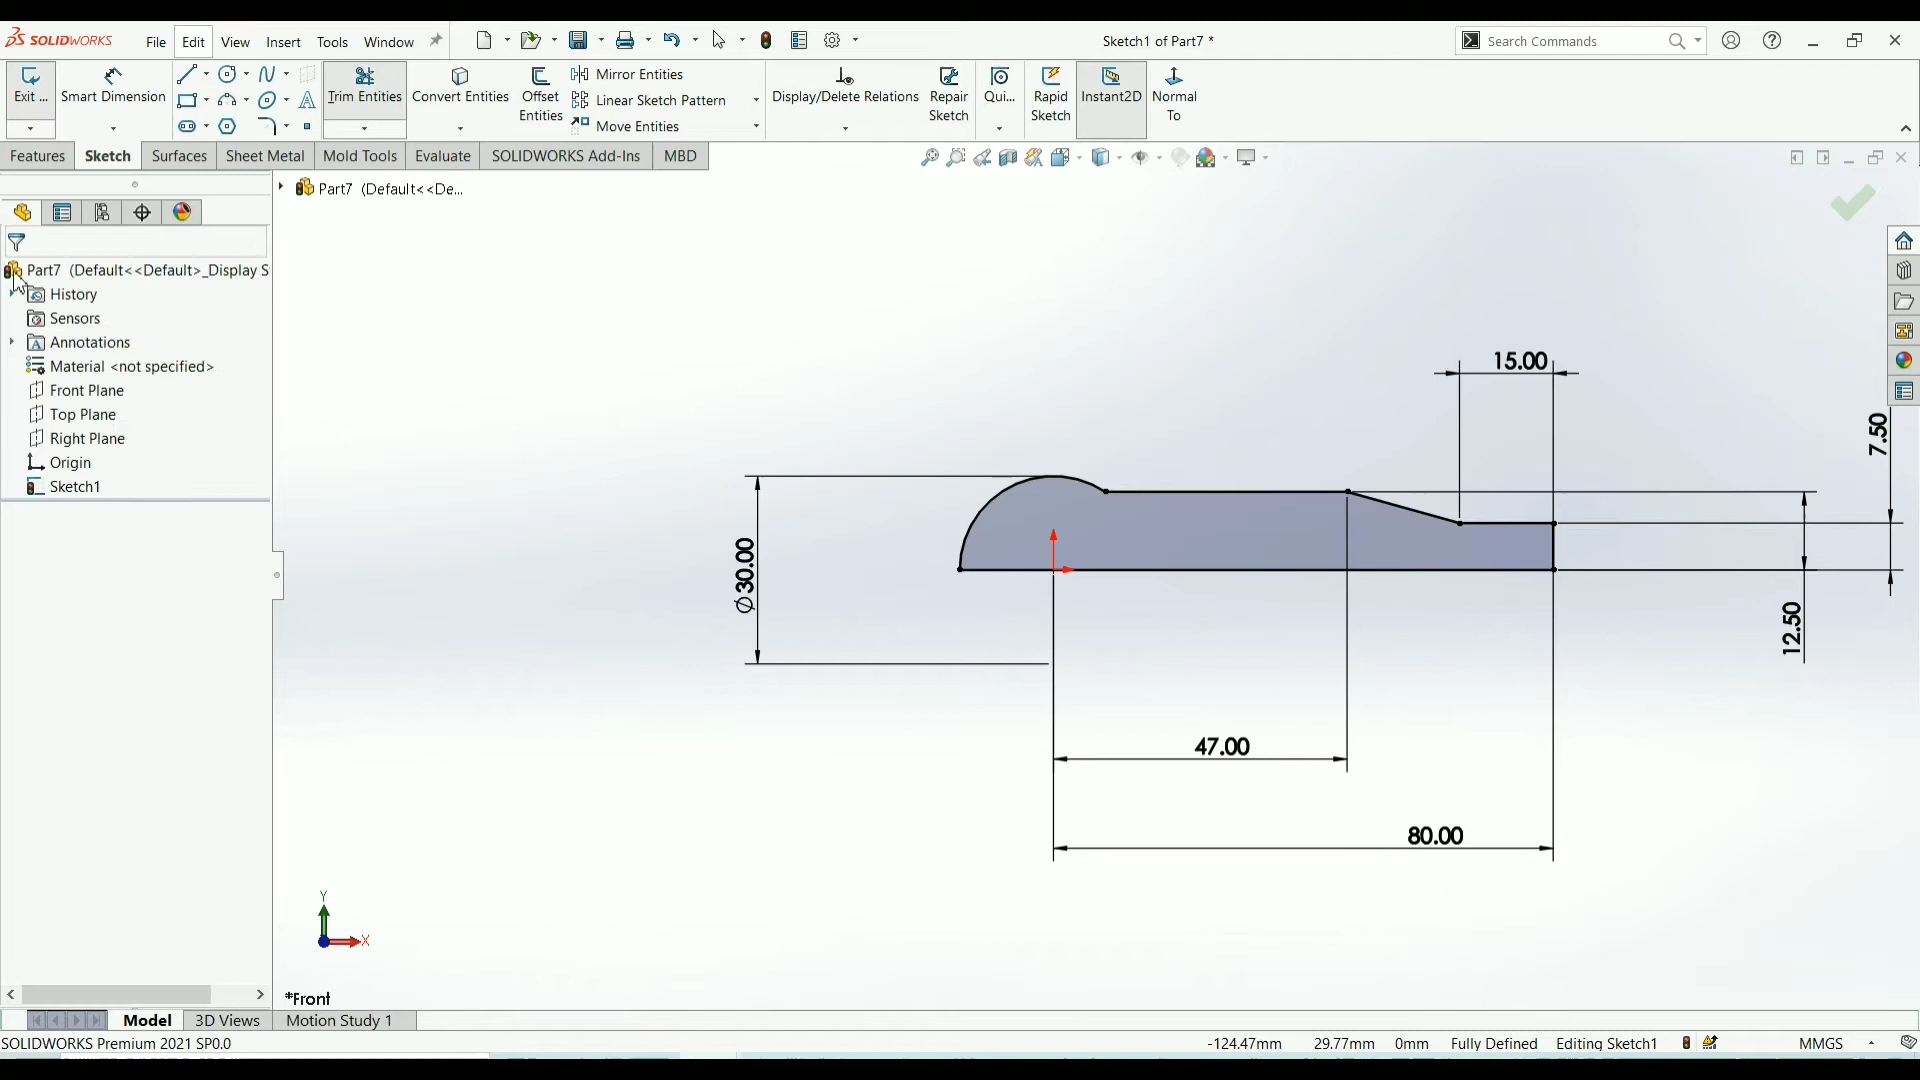 SOLIDWORKS File Edit View Insert Tools Window Sketch1 of Part7 * Search Commands
Exit ... Smart Dimension Trim Entities Convert Entities Offset Entities Mirror Entities Linear Sketch Pattern Move Entities Display/Delete Relations Repair Sketch Qui... Rapid Sketch Instant2D Normal To
Features Sketch Surfaces Sheet Metal Mold Tools Evaluate SOLIDWORKS Add-Ins MBD
Part7 (Default<<De...
Part7 (Default<<Default>_Display S
History
Sensors
Annotations
Material <not specified>
Front Plane
Top Plane
Right Plane
Origin
Sketch1
15.00
7.50
∅30.00
12.50
47.00
80.00
Y
X
*Front
Model 3D Views Motion Study 1
SOLIDWORKS Premium 2021 SP0.0 -124.47mm 29.77mm 0mm Fully Defined Editing Sketch1 MMGS